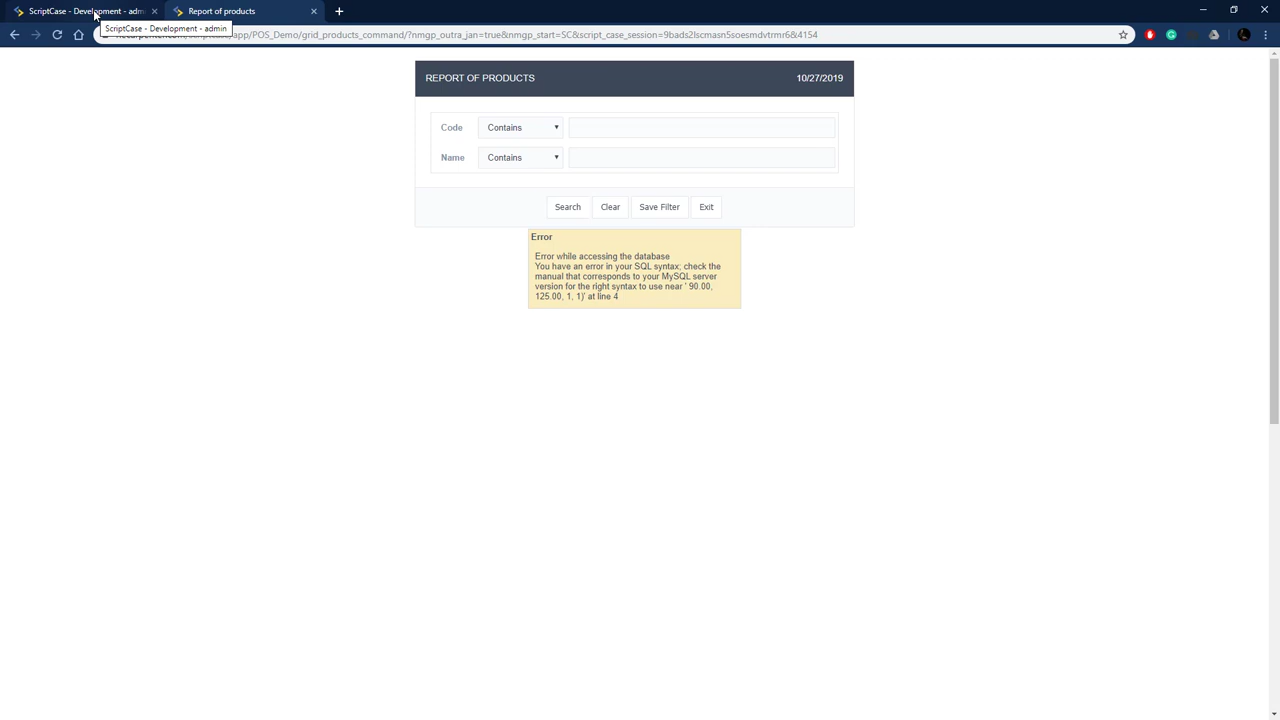 ScriptCase - Development - adm
Report of products
ScriptCase - Development - admin
/app/POS_Demo/grid_products_command/?nmgp_outra_jan=true&nmgp_start=SC&script_case_session=9bads2lscmasn5soesmdvtrmr6&4154
REPORT OF PRODUCTS 10/27/2019
Code Contains
Name Contains
Search Clear Save Filter Exit
Error
Error while accessing the database
You have an error in your SQL syntax; check the
manual that corresponds to your MySQL server
version for the right syntax to use near ' 90.00,
125.00, 1, 1)' at line 4